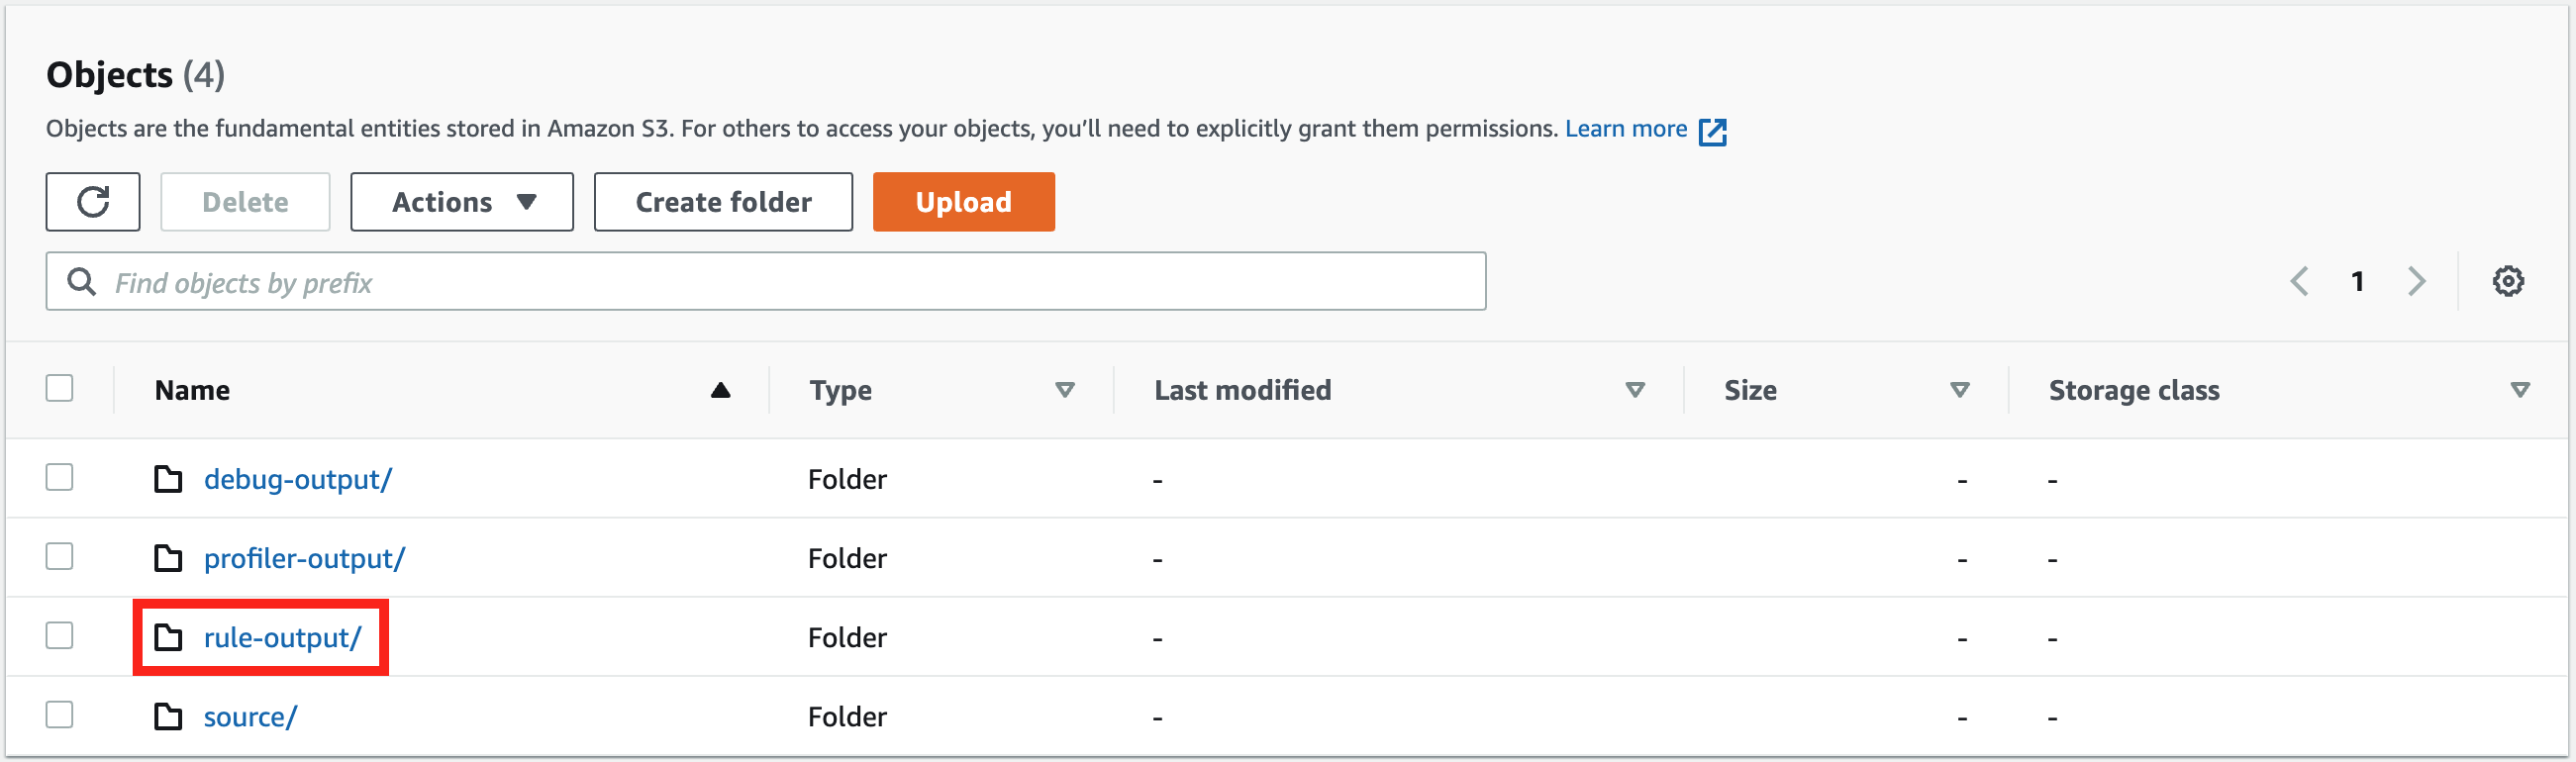 Objects (4)
Objects are the fundamental entities stored in Amazon S3. For others to access your objects, you’ll need to explicitly grant them permissions. Learn more
Delete Actions Create folder Upload
Find objects by prefix 1
Name Type Last modified Size Storage class
debug-output/ Folder - - -
profiler-output/ Folder - - -
rule-output/ Folder - - -
source/ Folder - - -